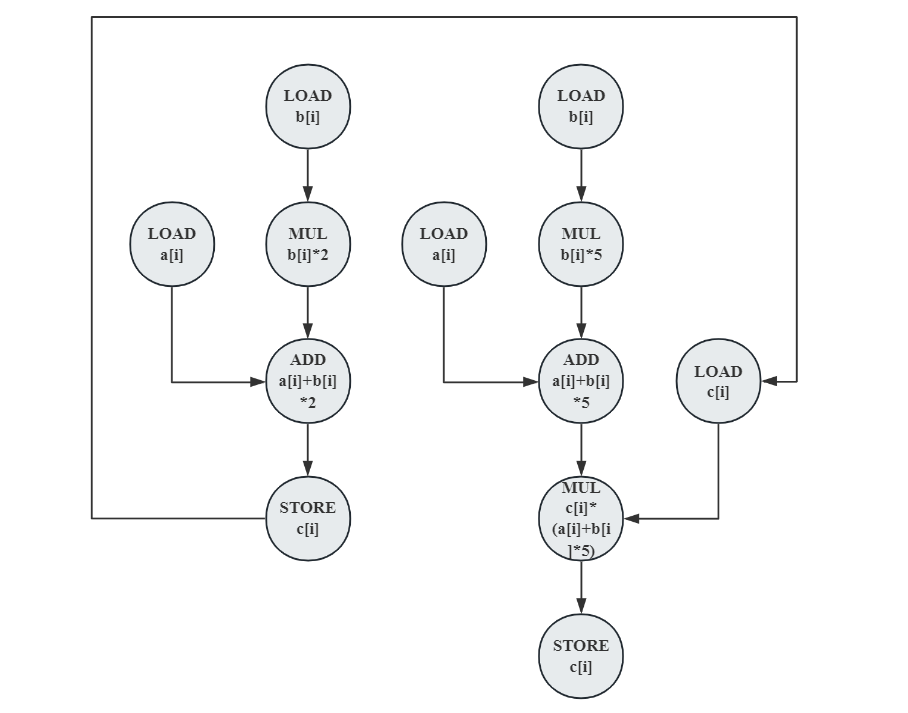 LOAD
b[i]
LOAD
b[i]
LOAD
a[i]
MUL
b[i]*2
LOAD
a[i]
MUL
b[i]*5
ADD
a[i]+b[i]
*2
ADD
a[i]+b[i]
*5
LOAD
c[i]
STORE
c[i]
MUL
c[i]*
(a[i]+b[i
]*5)
STORE
c[i]